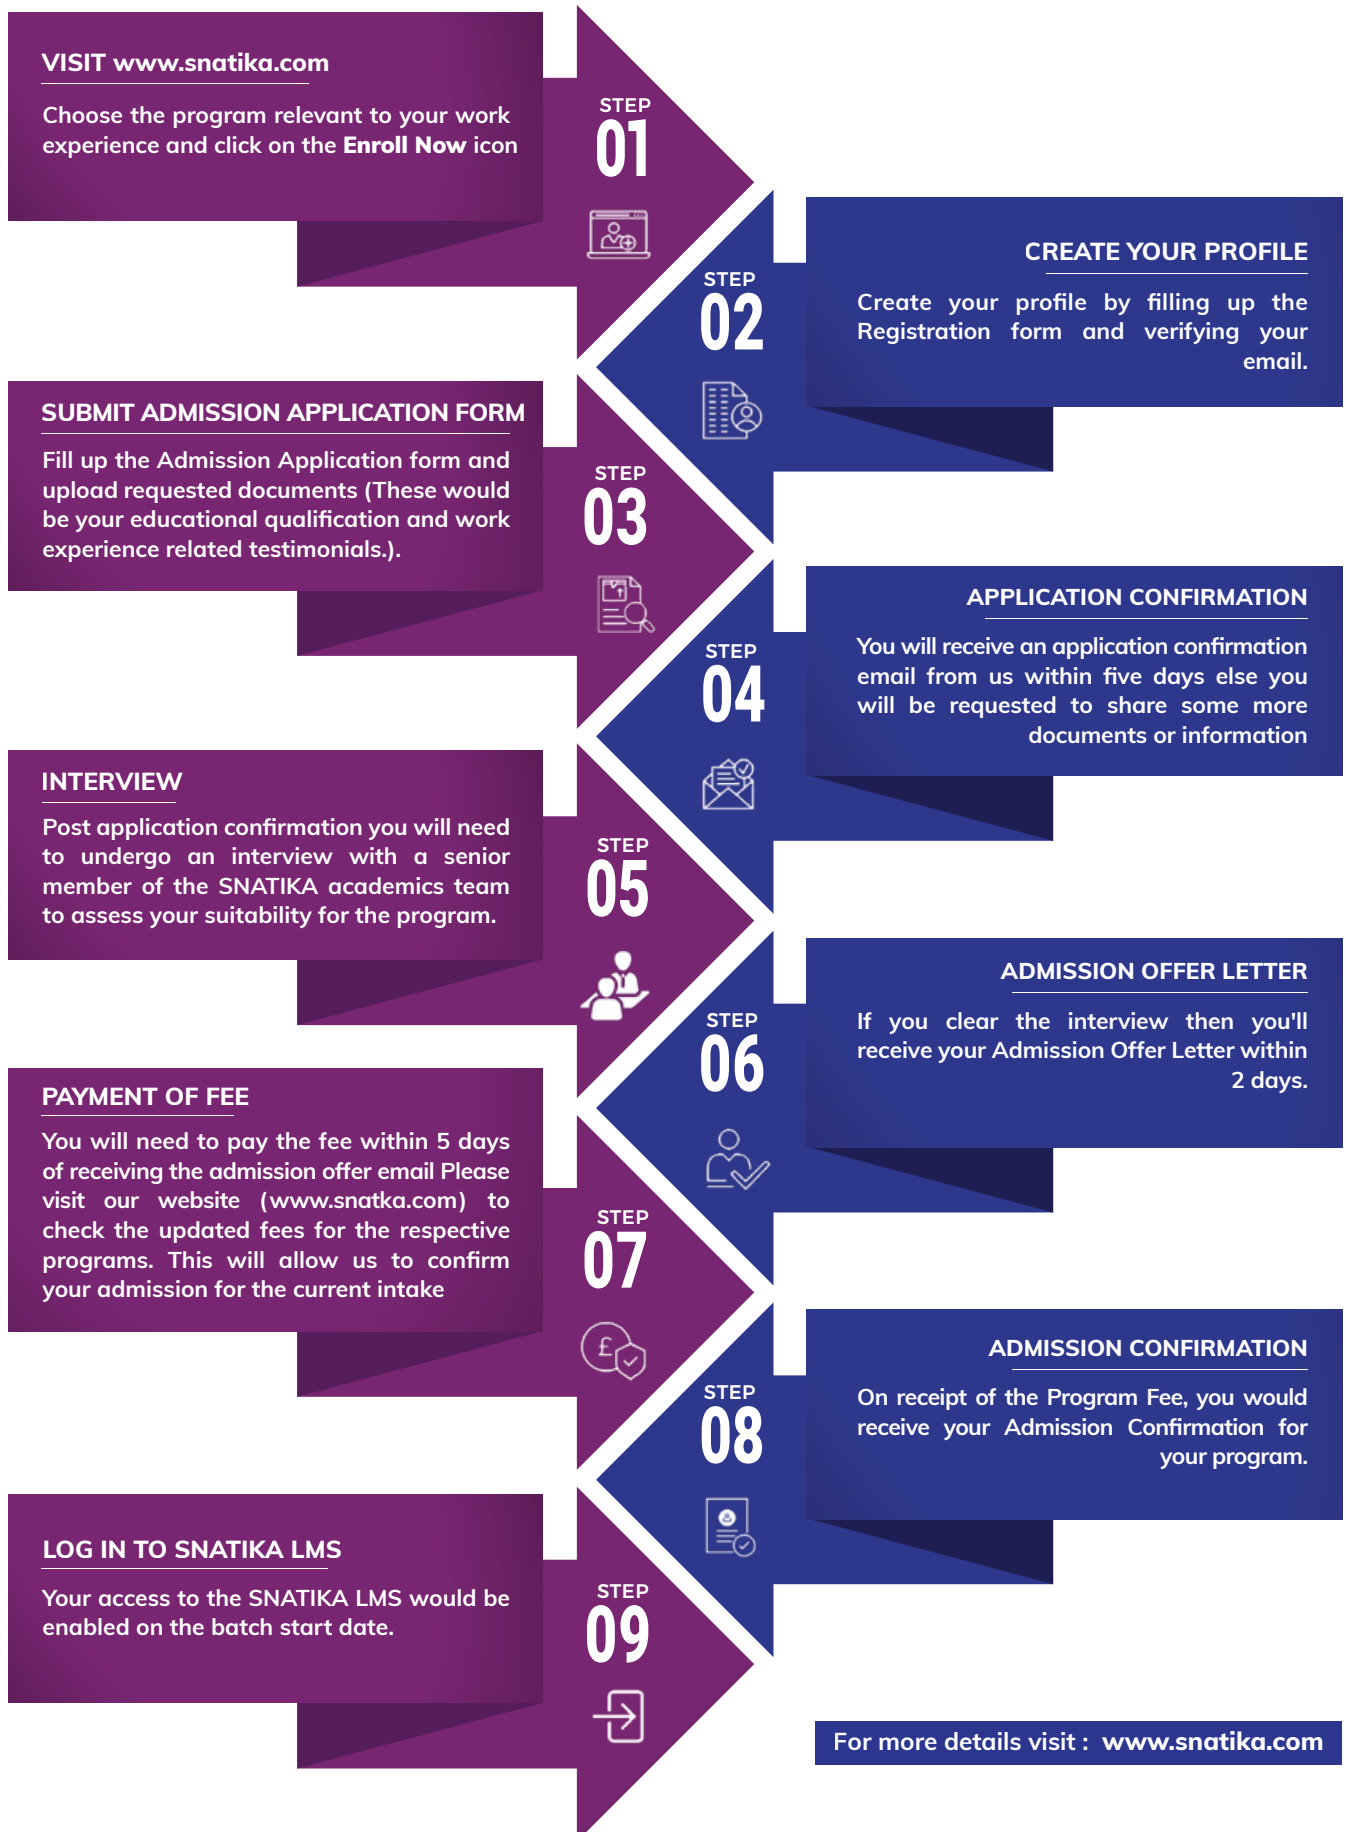 VISIT www.snatika.com
Choose the program relevant to your work
experience and click on the Enroll Now icon
STEP
01
CREATE YOUR PROFILE
Create your profile by filling up the
Registration form and verifying your
email.
STEP
02
SUBMIT ADMISSION APPLICATION FORM
Fill up the Admission Application form and
upload requested documents (These would
be your educational qualification and work
experience related testimonials.).
STEP
03
APPLICATION CONFIRMATION
You will receive an application confirmation
email from us within five days else you
will be requested to share some more
documents or information
STEP
04
INTERVIEW
Post application confirmation you will need
to undergo an interview with a senior
member of the SNATIKA academics team
to assess your suitability for the program.
STEP
05
ADMISSION OFFER LETTER
If you clear the interview then you'll
receive your Admission Offer Letter within
2 days.
STEP
06
PAYMENT OF FEE
You will need to pay the fee within 5 days
of receiving the admission offer email Please
visit our website (www.snatka.com) to
check the updated fees for the respective
programs. This will allow us to confirm
your admission for the current intake
STEP
07
£
ADMISSION CONFIRMATION
On receipt of the Program Fee, you would
receive your Admission Confirmation for
your program.
STEP
08
LOG IN TO SNATIKA LMS
Your access to the SNATIKA LMS would be
enabled on the batch start date.
STEP
09
For more details visit : www.snatika.com